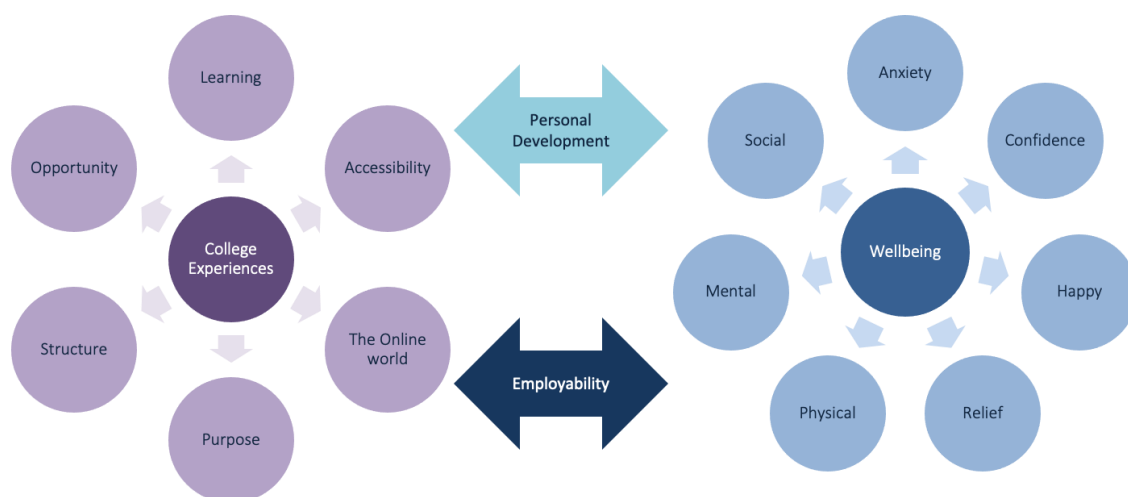 Learning
Opportunity
Accessibility
College
Experiences
Structure
The Online
world
Purpose
Personal
Development
Employability
Anxiety
Social
Confidence
Wellbeing
Mental
Happy
Physical
Relief